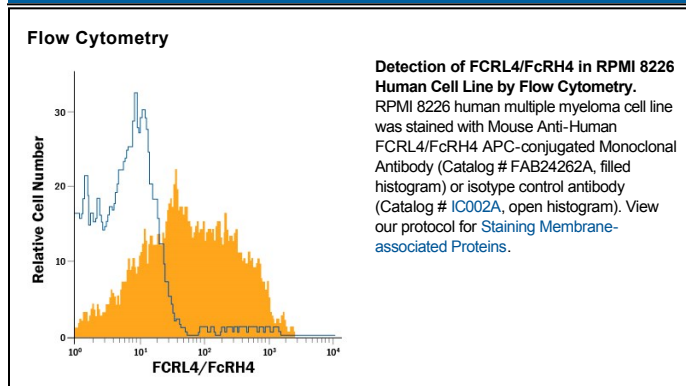 Flow Cytometry
Relative Cell Number
30
20
10
0
10⁰ 10¹ 10² 10³ 10⁴
FCRL4/FcRH4
Detection of FCRL4/FcRH4 in RPMI 8226
Human Cell Line by Flow Cytometry.
RPMI 8226 human multiple myeloma cell line
was stained with Mouse Anti-Human
FCRL4/FcRH4 APC-conjugated Monoclonal
Antibody (Catalog # FAB24262A, filled
histogram) or isotype control antibody
(Catalog # IC002A, open histogram). View
our protocol for Staining Membrane-
associated Proteins.